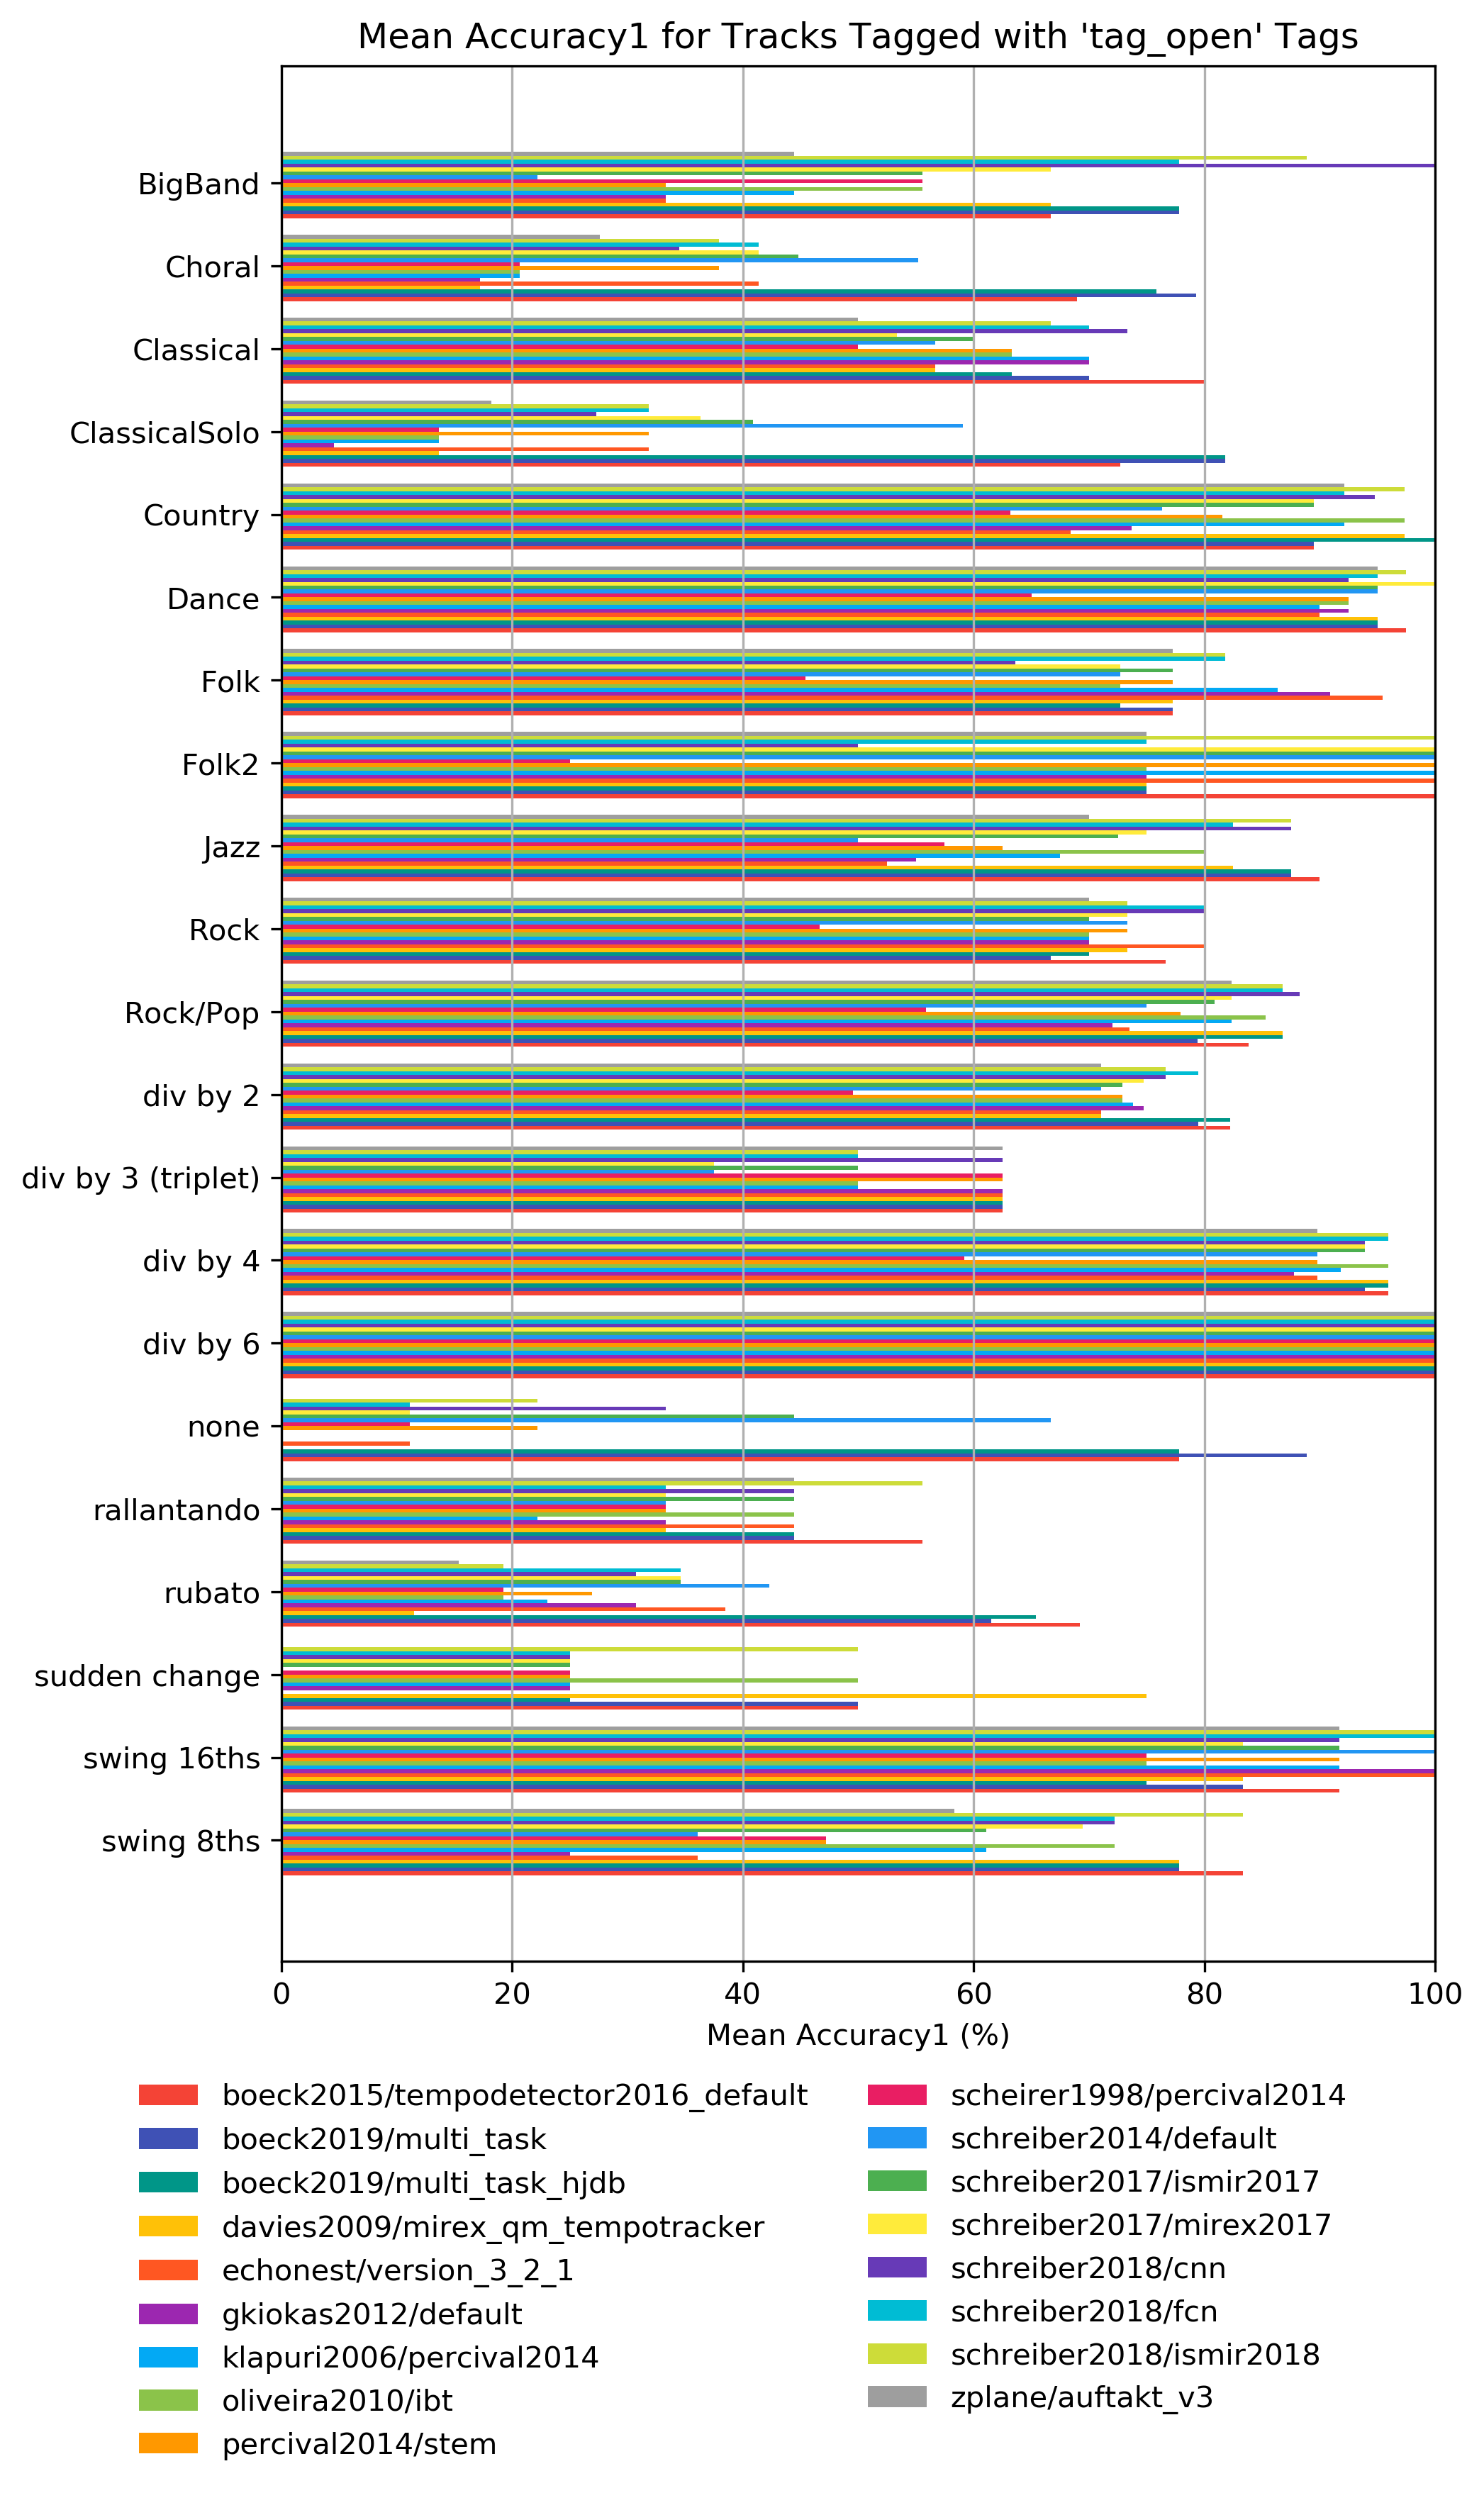 Mean Accuracy1 for Tracks Tagged with 'tag_open' Tags
BigBand
Choral
Classical
ClassicalSolo
Country
Dance
Folk
Folk2
Jazz
Rock
Rock/Pop
div by 2
div by 3 (triplet)
div by 4
div by 6
none
rallantando
rubato
sudden change
swing 16ths
swing 8ths
0 20 40 60 80 100
Mean Accuracy1 (%)
boeck2015/tempodetector2016_default
boeck2019/multi_task
boeck2019/multi_task_hjdb
davies2009/mirex_qm_tempotracker
echonest/version_3_2_1
gkiokas2012/default
klapuri2006/percival2014
oliveira2010/ibt
percival2014/stem
scheirer1998/percival2014
schreiber2014/default
schreiber2017/ismir2017
schreiber2017/mirex2017
schreiber2018/cnn
schreiber2018/fcn
schreiber2018/ismir2018
zplane/auftakt_v3